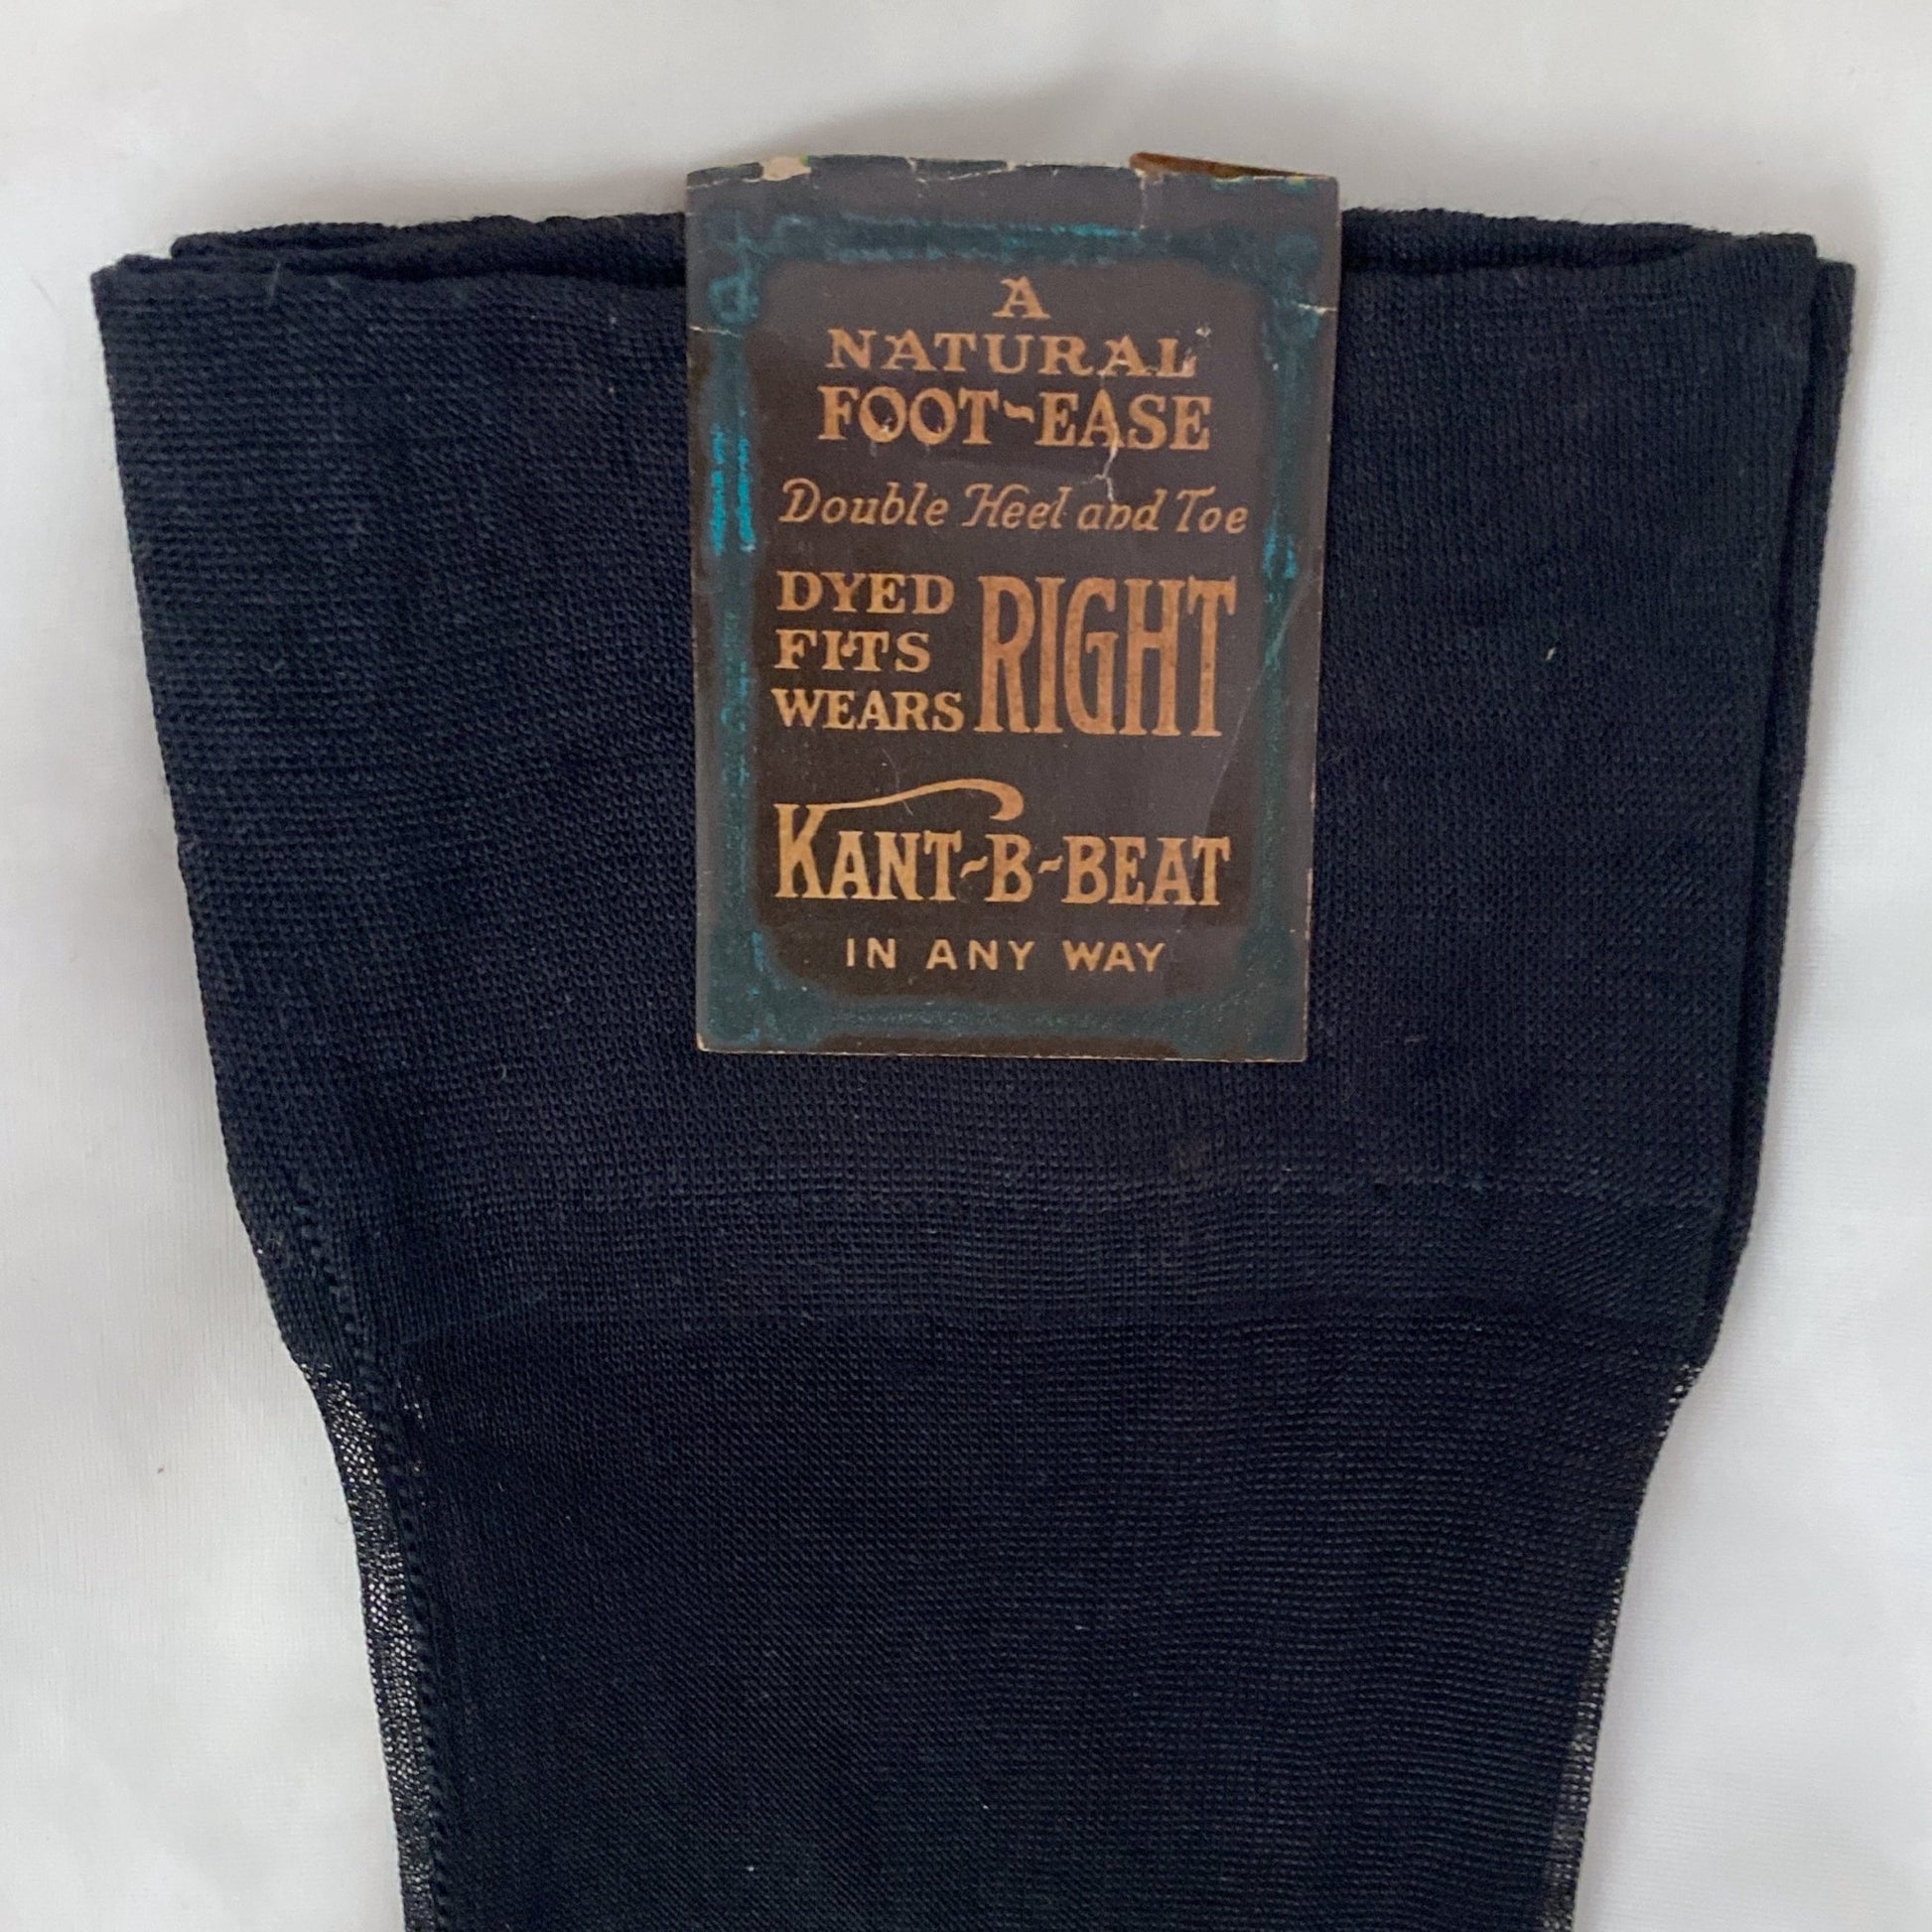 A
NATURAL
FOOT~EASE
Double Heel and Toe
DYED
FITS
WEARS
RIGHT
KANT~B~BEAT
IN ANY WAY